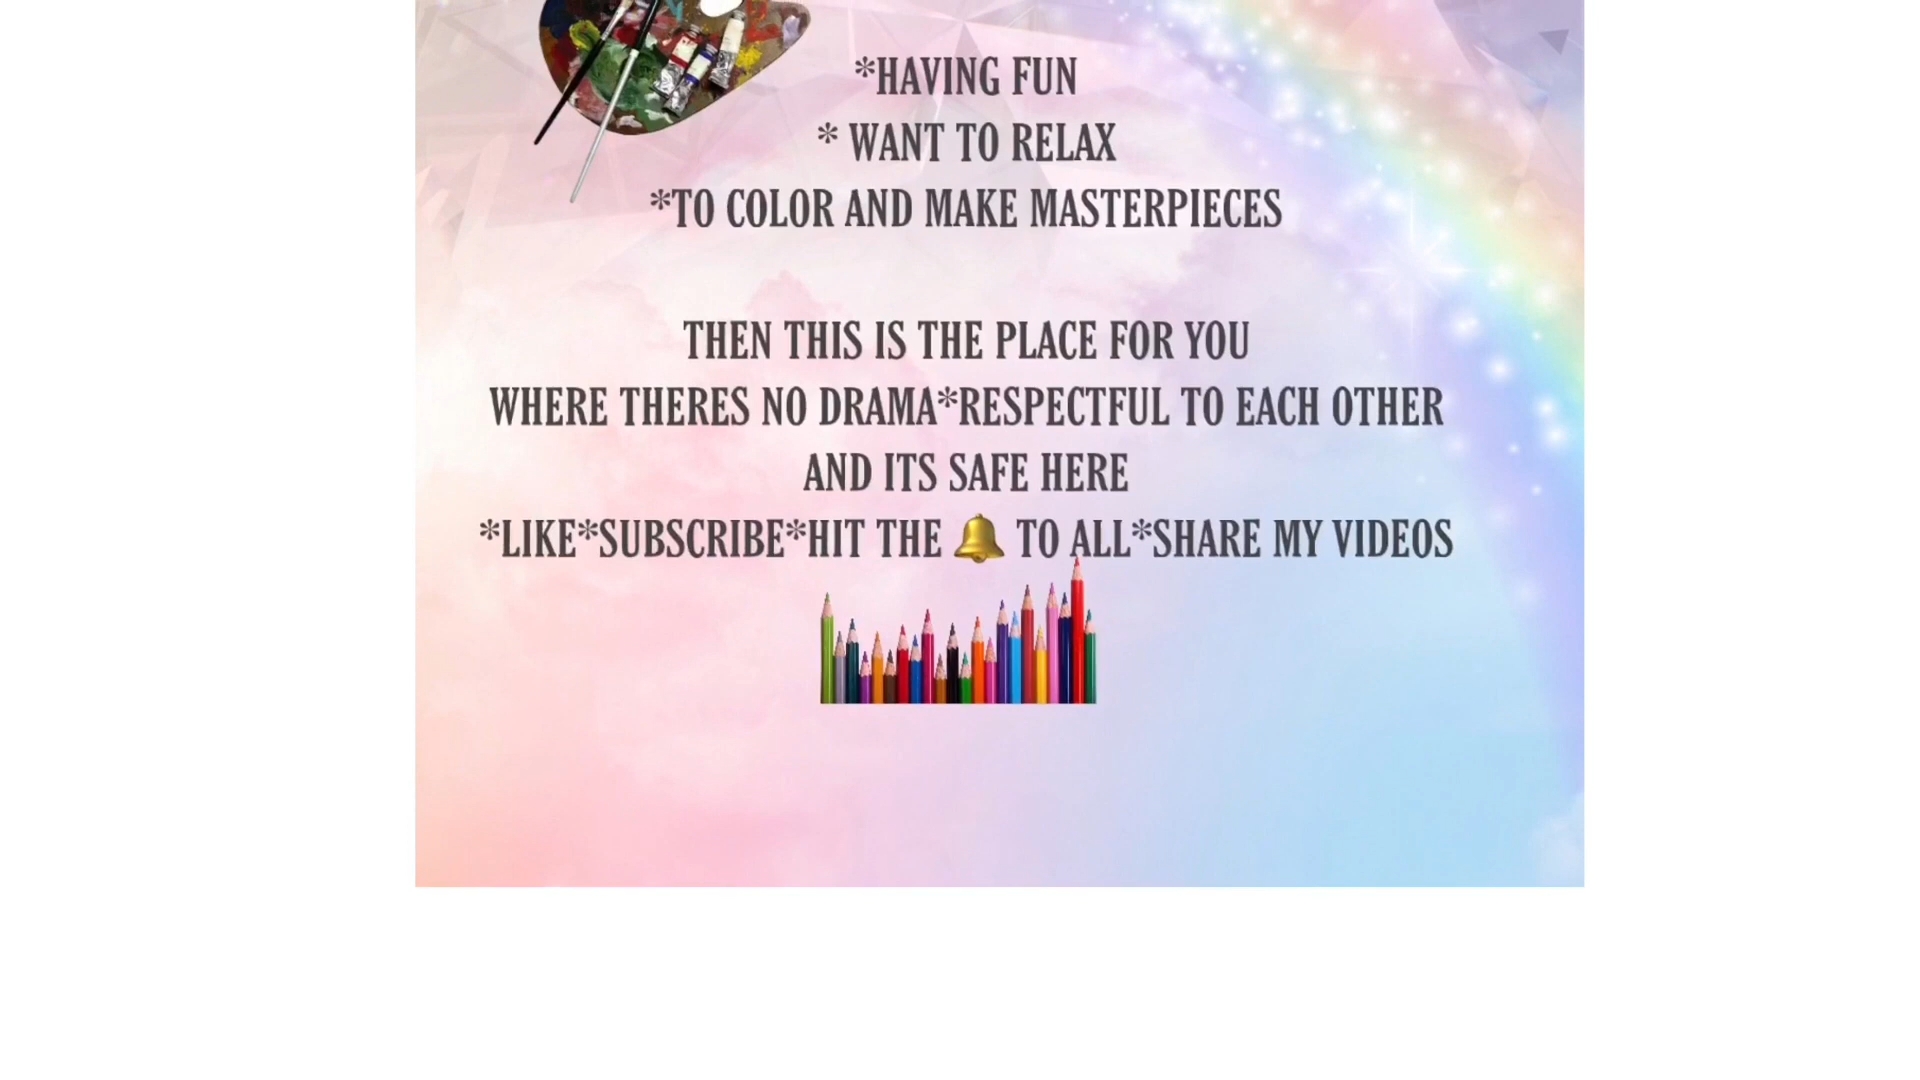 *HAVING FUN
* WANT TO RELAX
*TO COLOR AND MAKE MASTERPIECES
THEN THIS IS THE PLACE FOR YOU
WHERE THERES NO DRAMA*RESPECTFUL TO EACH OTHER
AND ITS SAFE HERE
*LIKE*SUBSCRIBE*HIT THE 🔔 TO ALL*SHARE MY VIDEOS